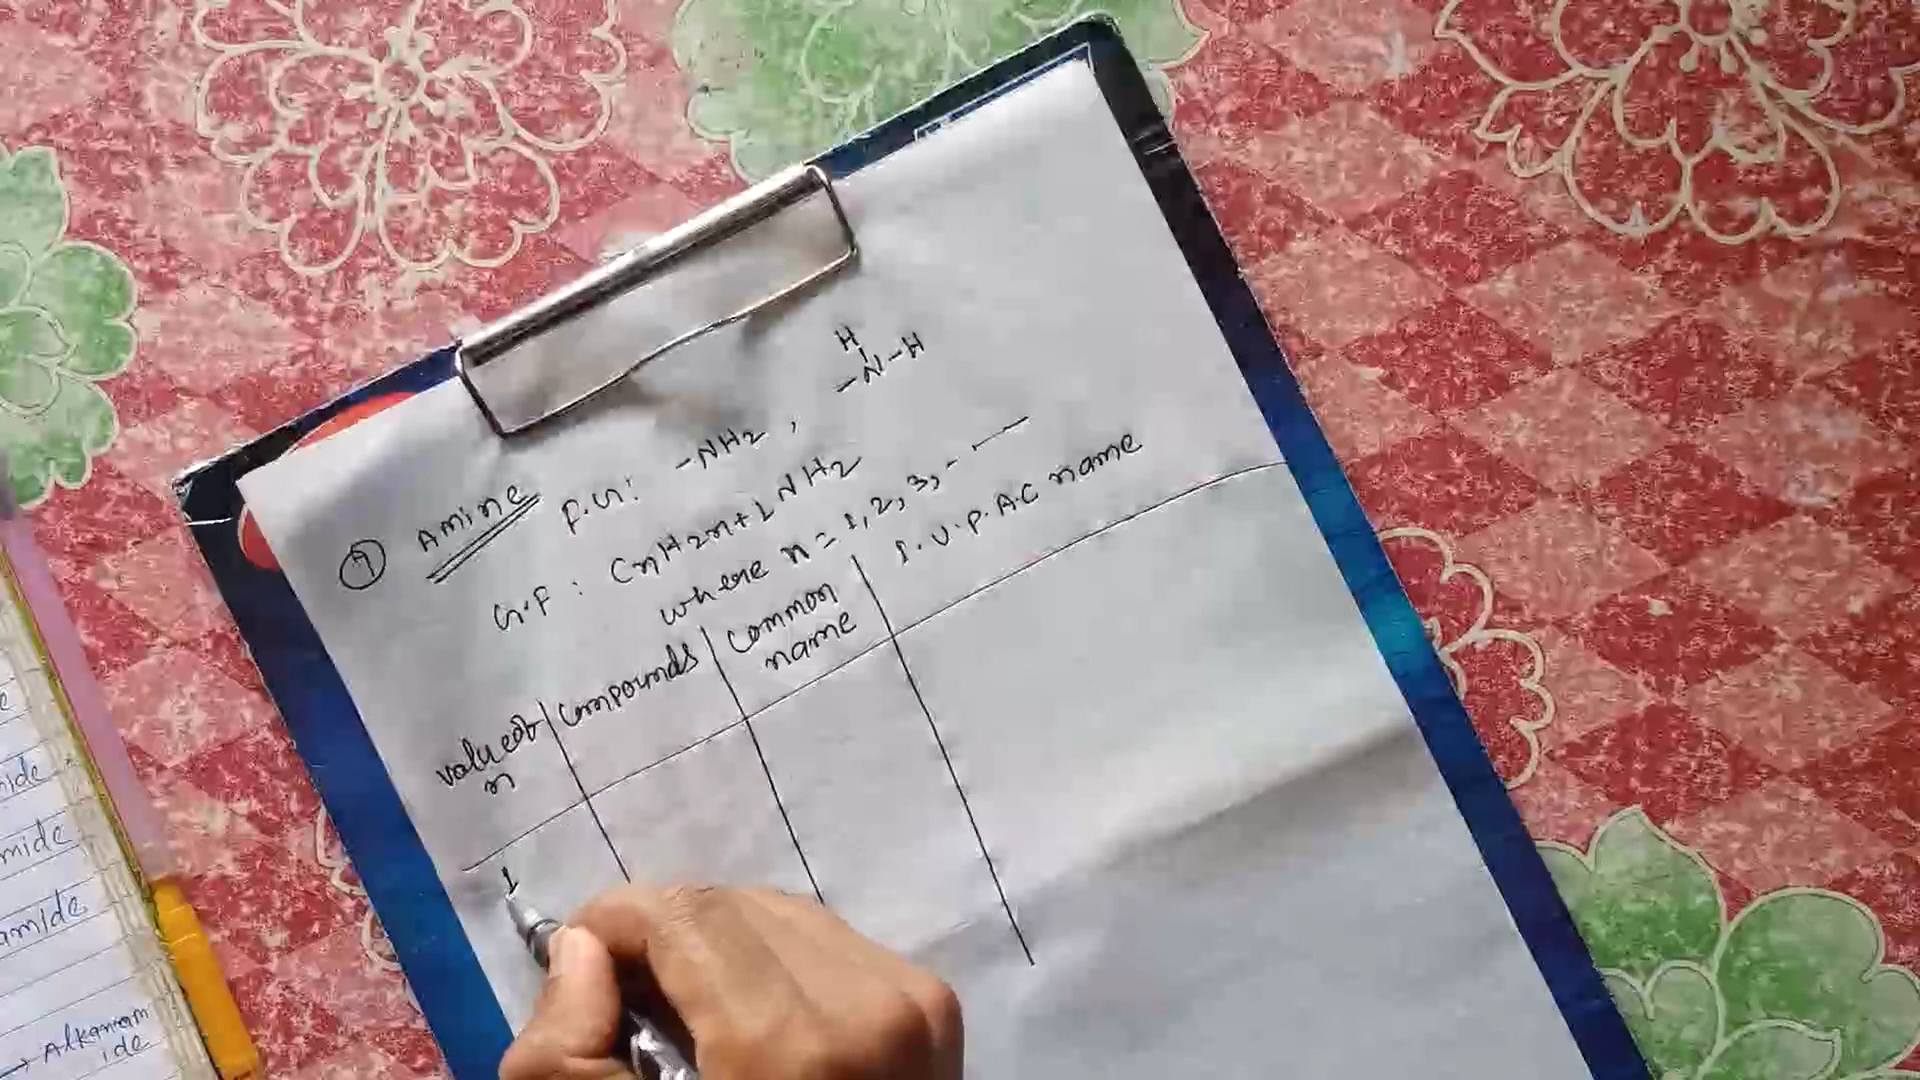 7 Amine F.G: -NH2,
H
-N-H
G.F: CnH2n+1NH2
where n = 1, 2, 3, - —
value of n
Compounds
Common name
I.U.P.A.C name
1
mide
amide
→ Alkanam
ide